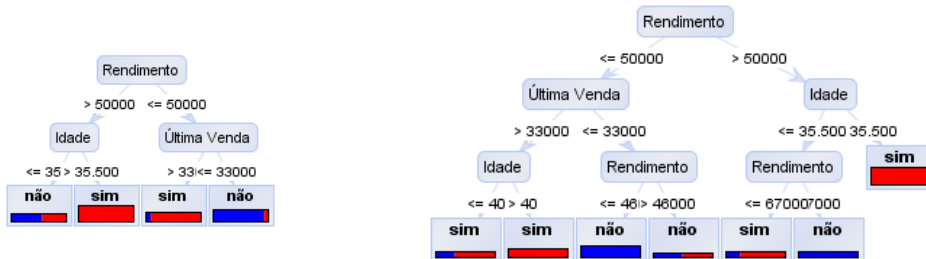 Rendimento
> 50000 <= 50000
Idade Última Venda
<= 35 > 35.500 > 33 <= 33000
não sim sim não
Rendimento
<= 50000 > 50000
Última Venda Idade
> 33000 <= 33000 <= 35.500 35.500
Idade Rendimento Rendimento sim
<= 40 > 40 <= 46 > 46000 <= 67000 7000
sim sim não não sim não